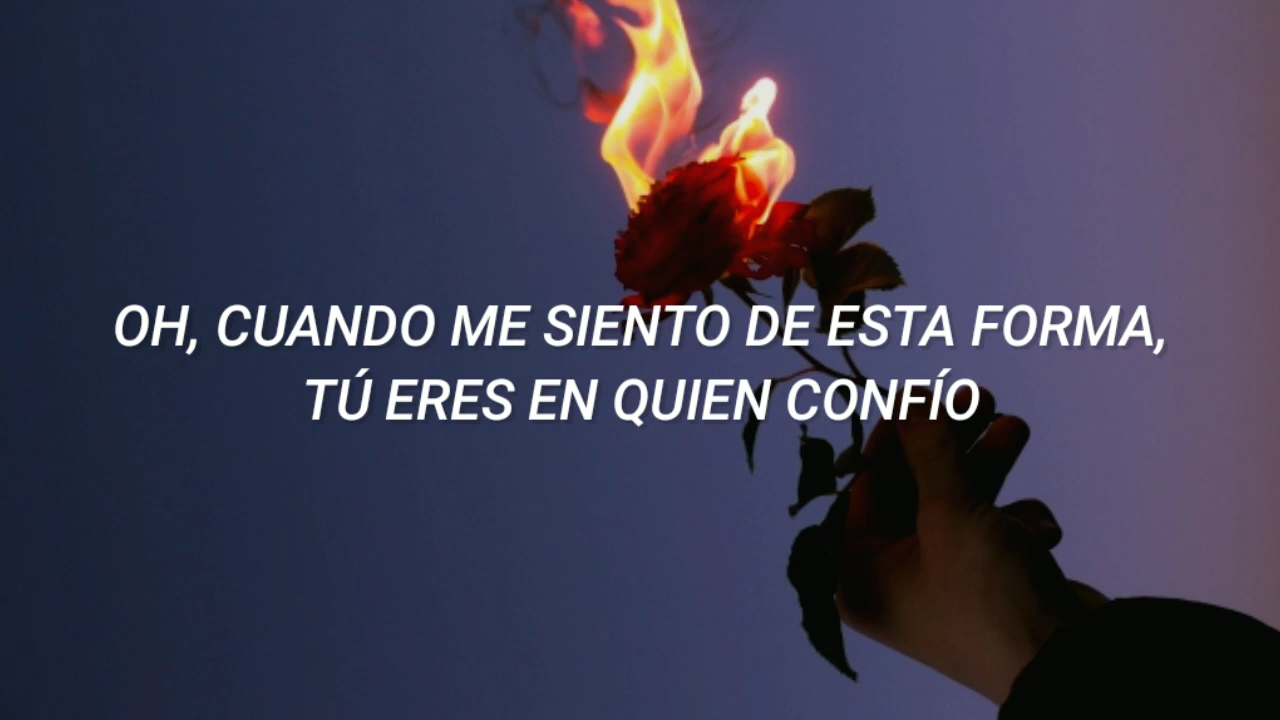 OH, CUANDO ME SIENTO DE ESTA FORMA,
TÚ ERES EN QUIEN CONFÍO